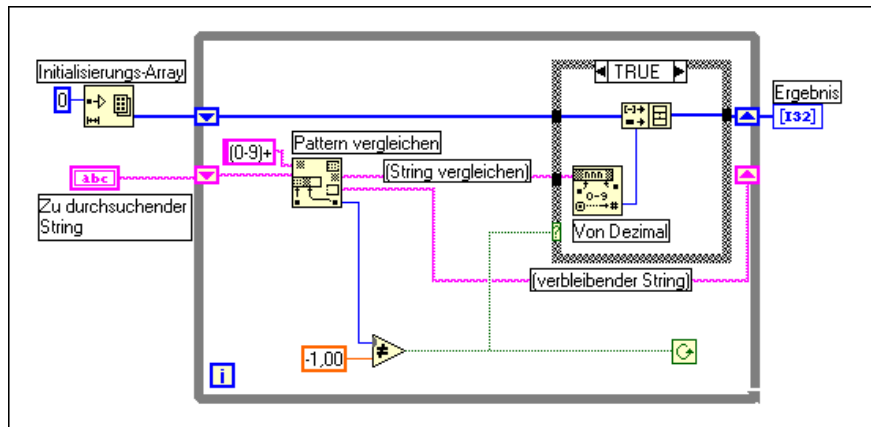 TRUE
Initialisierungs-Array
Ergebnis
0
[I32]
Pattern vergleichen
(0-9)+
(String vergleichen)
nnn
abc
0-9
#
Zu durchsuchender
String
?
Von Dezimal
(verbleibender String)
-1,00
≠
i